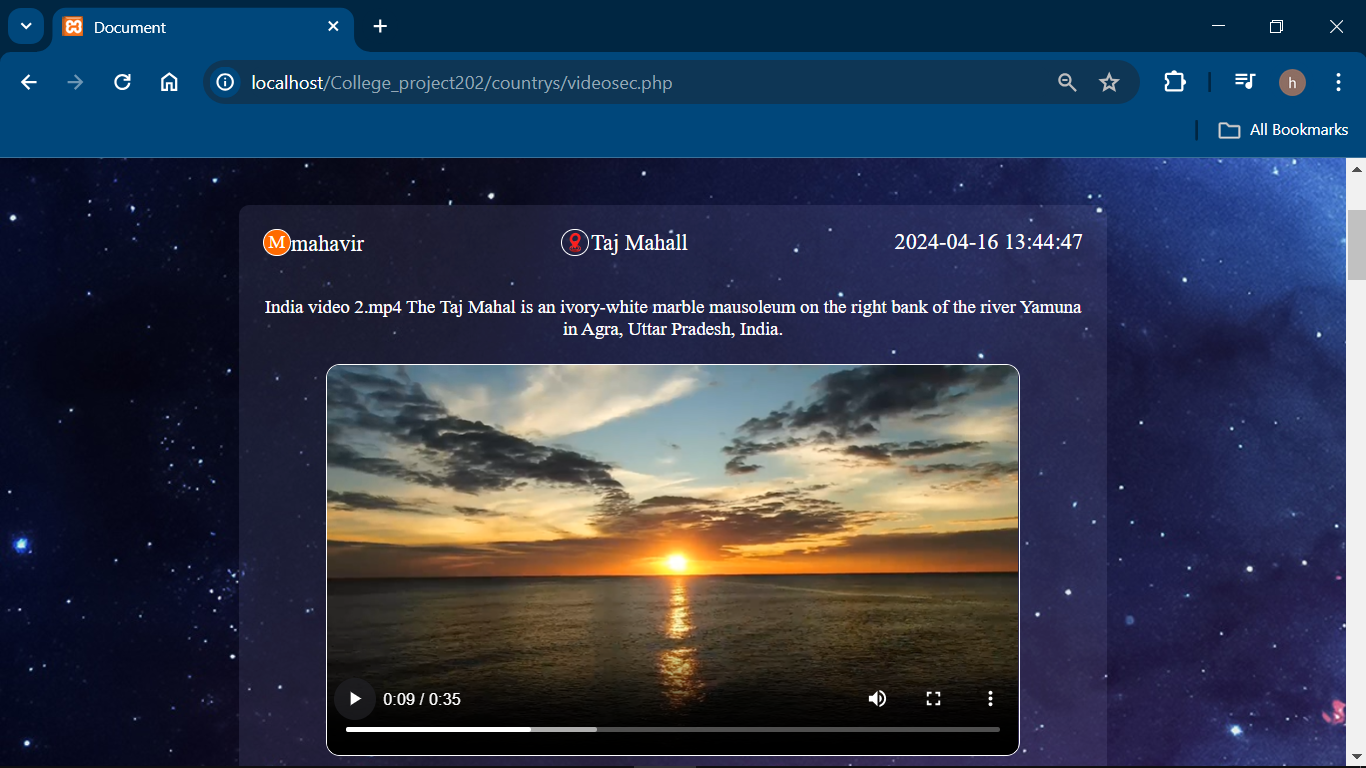 Document
localhost/College_project202/countrys/videosec.php
h
All Bookmarks
M mahavir
Taj Mahall
2024-04-16 13:44:47
India video 2.mp4 The Taj Mahal is an ivory-white marble mausoleum on the right bank of the river Yamuna
in Agra, Uttar Pradesh, India.
0:09 / 0:35